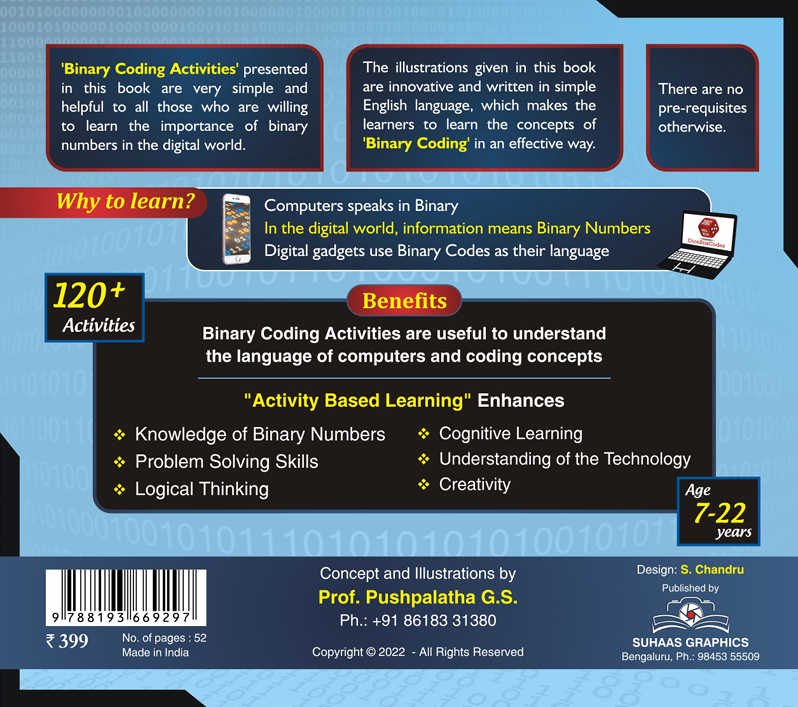 'Binary Coding Activities' presented
in this book are very simple and
helpful to all those who are willing
to learn the importance of binary
numbers in the digital world.
The illustrations given in this book
are innovative and written in simple
English language, which makes the
learners to learn the concepts of
'Binary Coding' in an effective way.
There are no
pre-requisites
otherwise.
Why to learn?
Computers speaks in Binary
In the digital world, information means Binary Numbers
Digital gadgets use Binary Codes as their language
DiceBitsCodes
120+
Activities
Benefits
Binary Coding Activities are useful to understand
the language of computers and coding concepts
"Activity Based Learning" Enhances
❖ Knowledge of Binary Numbers
❖ Problem Solving Skills
❖ Logical Thinking
❖ Cognitive Learning
❖ Understanding of the Technology
❖ Creativity
Age
7-22
years
9 788193 669297
₹ 399
No. of pages : 52
Made in India
Concept and Illustrations by
Prof. Pushpalatha G.S.
Ph.: +91 86183 31380
Copyright © 2022 - All Rights Reserved
Design: S. Chandru
Published by
SUHAAS GRAPHICS
Bengaluru, Ph.: 98453 55509